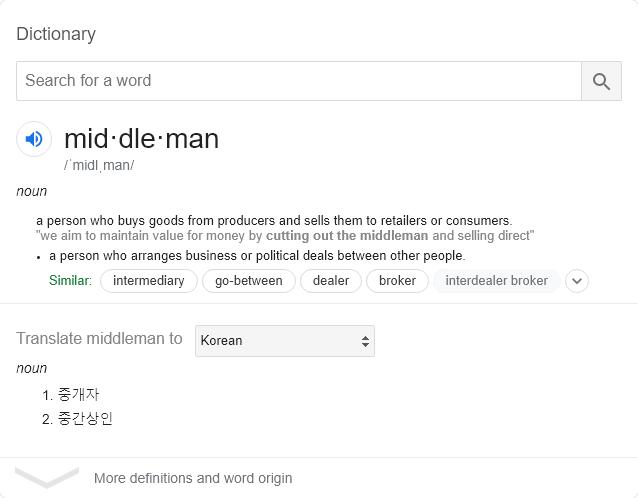 Dictionary
Search for a word
mid·dle·man
/ˈmidlˌman/
noun
a person who buys goods from producers and sells them to retailers or consumers.
"we aim to maintain value for money by cutting out the middleman and selling direct"
• a person who arranges business or political deals between other people.
Similar: intermediary go-between dealer broker interdealer broker
Translate middleman to Korean
noun
1. 중개자
2. 중간상인
More definitions and word origin